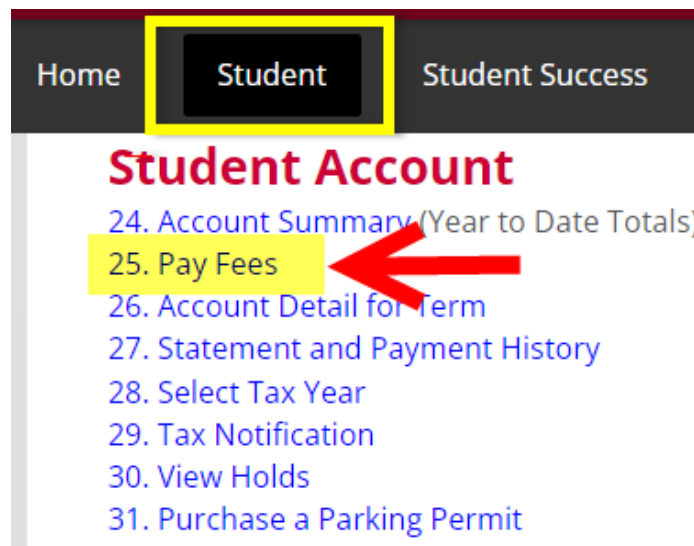 Home Student Student Success
Student Account
24. Account Summary (Year to Date Totals)
25. Pay Fees
26. Account Detail for Term
27. Statement and Payment History
28. Select Tax Year
29. Tax Notification
30. View Holds
31. Purchase a Parking Permit